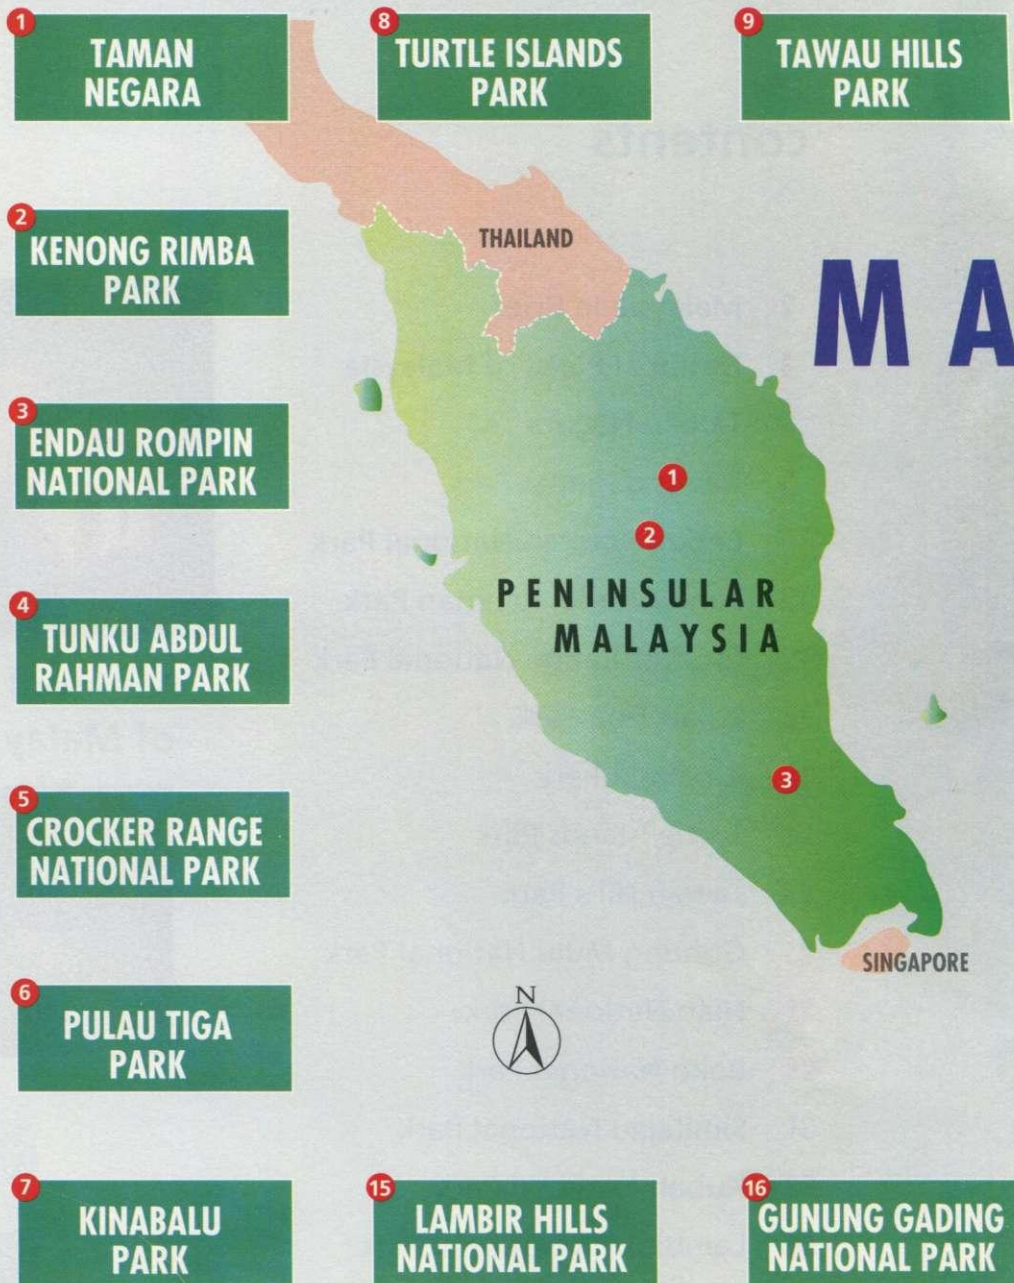 1
TAMAN
NEGARA
8
TURTLE ISLANDS
PARK
9
TAWAU HILLS
PARK
contents
2
KENONG RIMBA
PARK
THAILAND
MA
3
ENDAU ROMPIN
NATIONAL PARK
1
2
PENINSULAR
MALAYSIA
4
TUNKU ABDUL
RAHMAN PARK
3
5
CROCKER RANGE
NATIONAL PARK
SINGAPORE
6
PULAU TIGA
PARK
N
7
KINABALU
PARK
15
LAMBIR HILLS
NATIONAL PARK
16
GUNUNG GADING
NATIONAL PARK